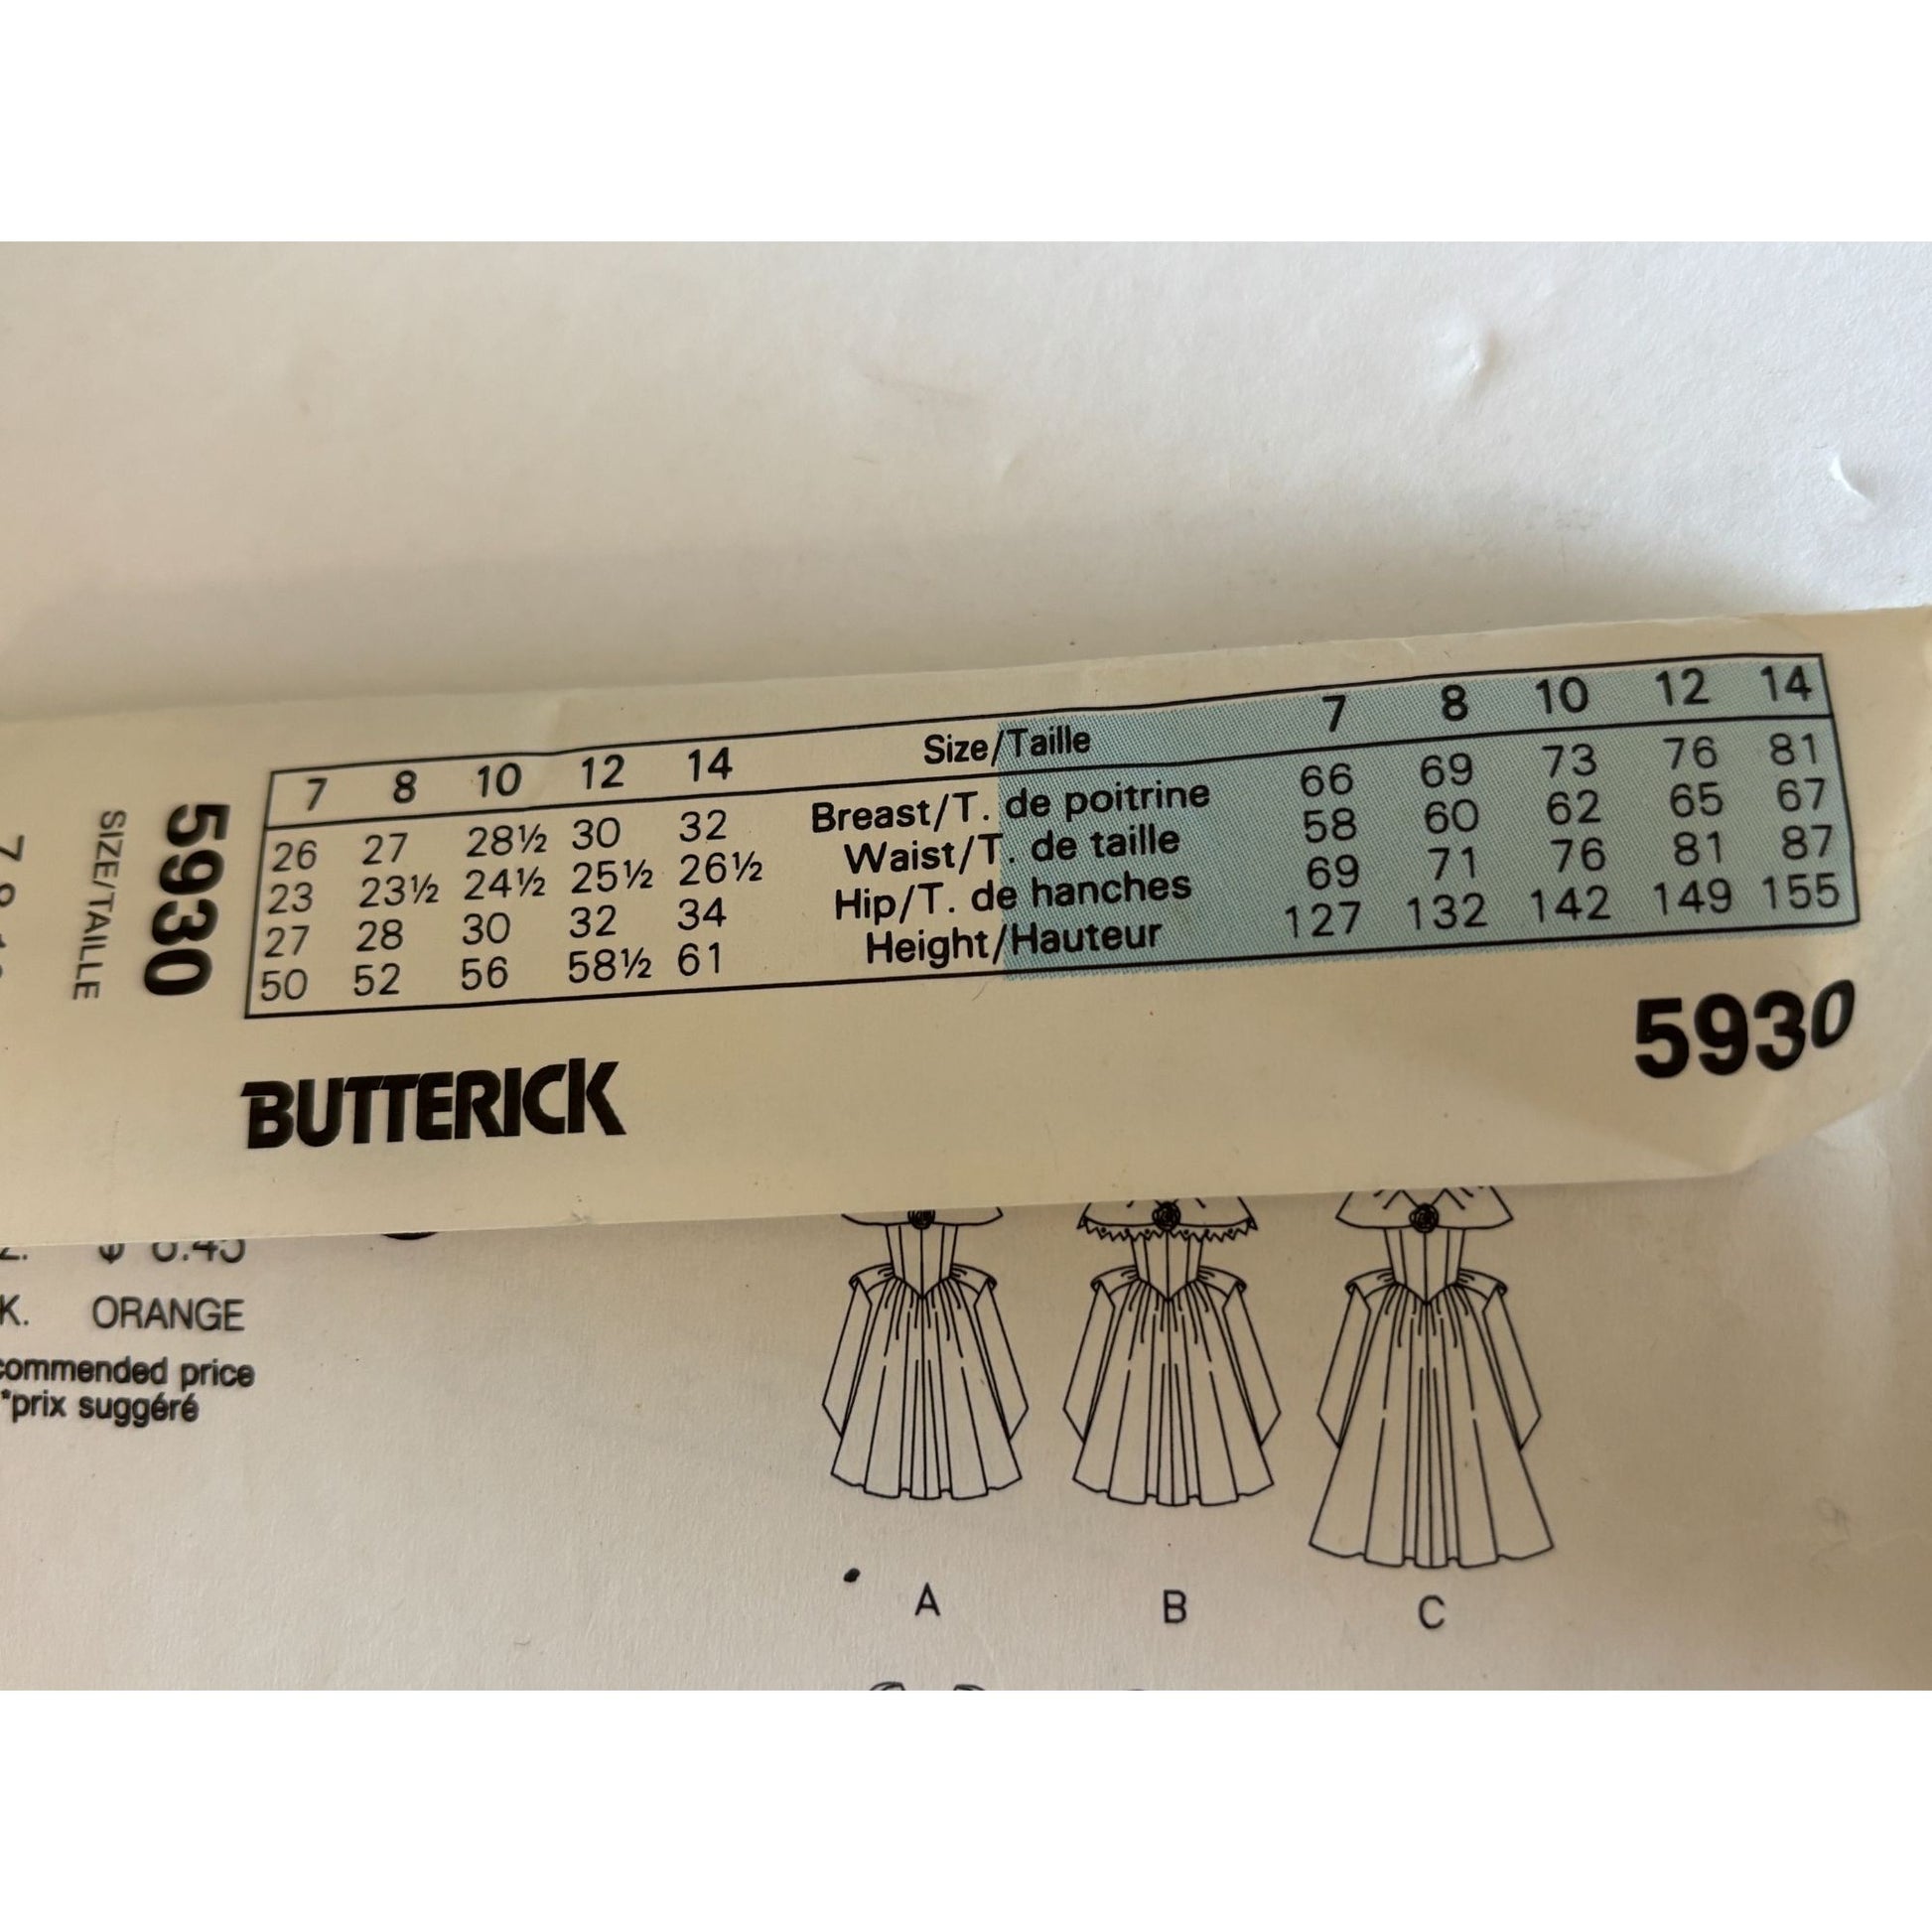 7 8 10 12 14 Size/Taille 7 8 10 12 14
26 27 28½ 30 32 Breast/T. de poitrine 66 69 73 76 81
23 23½ 24½ 25½ 26½ Waist/T. de taille 58 60 62 65 67
27 28 30 32 34 Hip/T. de hanches 69 71 76 81 87
50 52 56 58½ 61 Height/Hauteur 127 132 142 149 155
5930
SIZE/TAILLE
BUTTERICK
5930
K. ORANGE
commended price
*prix suggéré
A B C